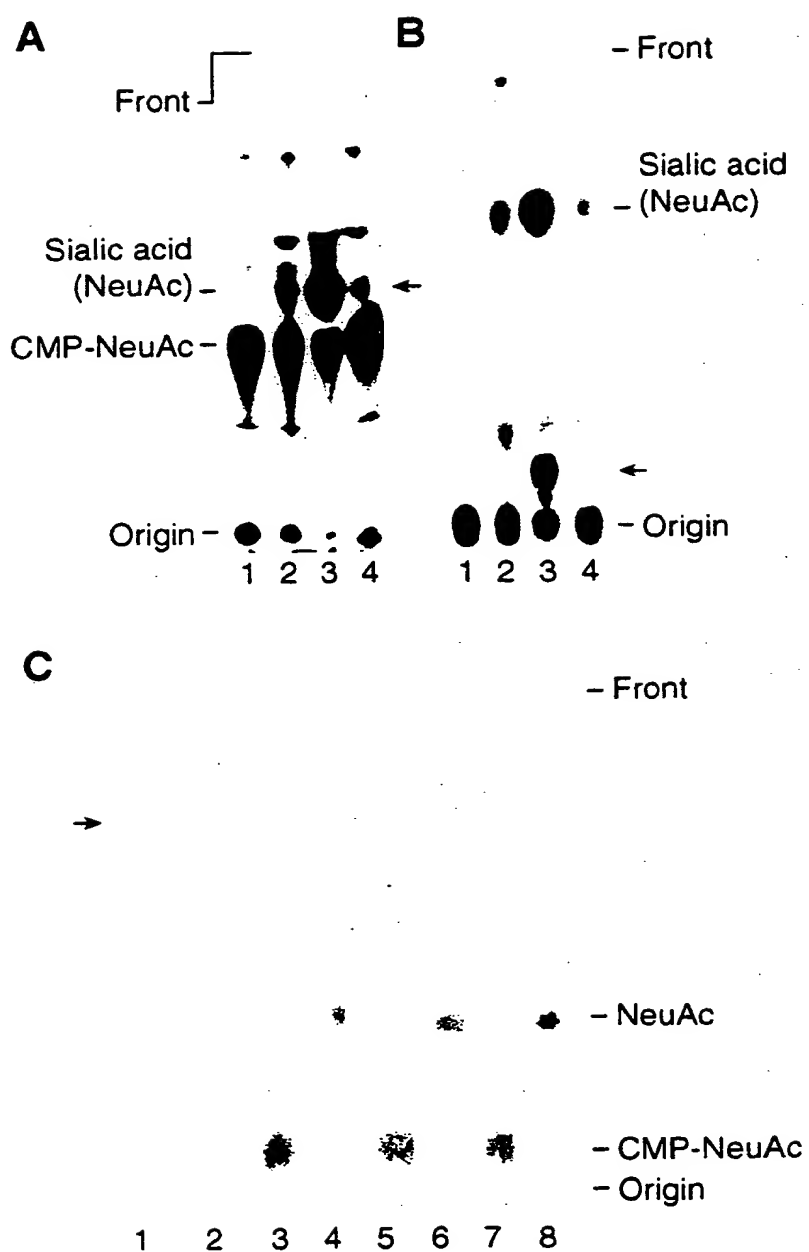 A
Front
Sialic acid
(NeuAc)
CMP-NeuAc
Origin
1 2 3 4
B
Front
Sialic acid
(NeuAc)
Origin
1 2 3 4
C
Front
NeuAc
CMP-NeuAc
Origin
1 2 3 4 5 6 7 8